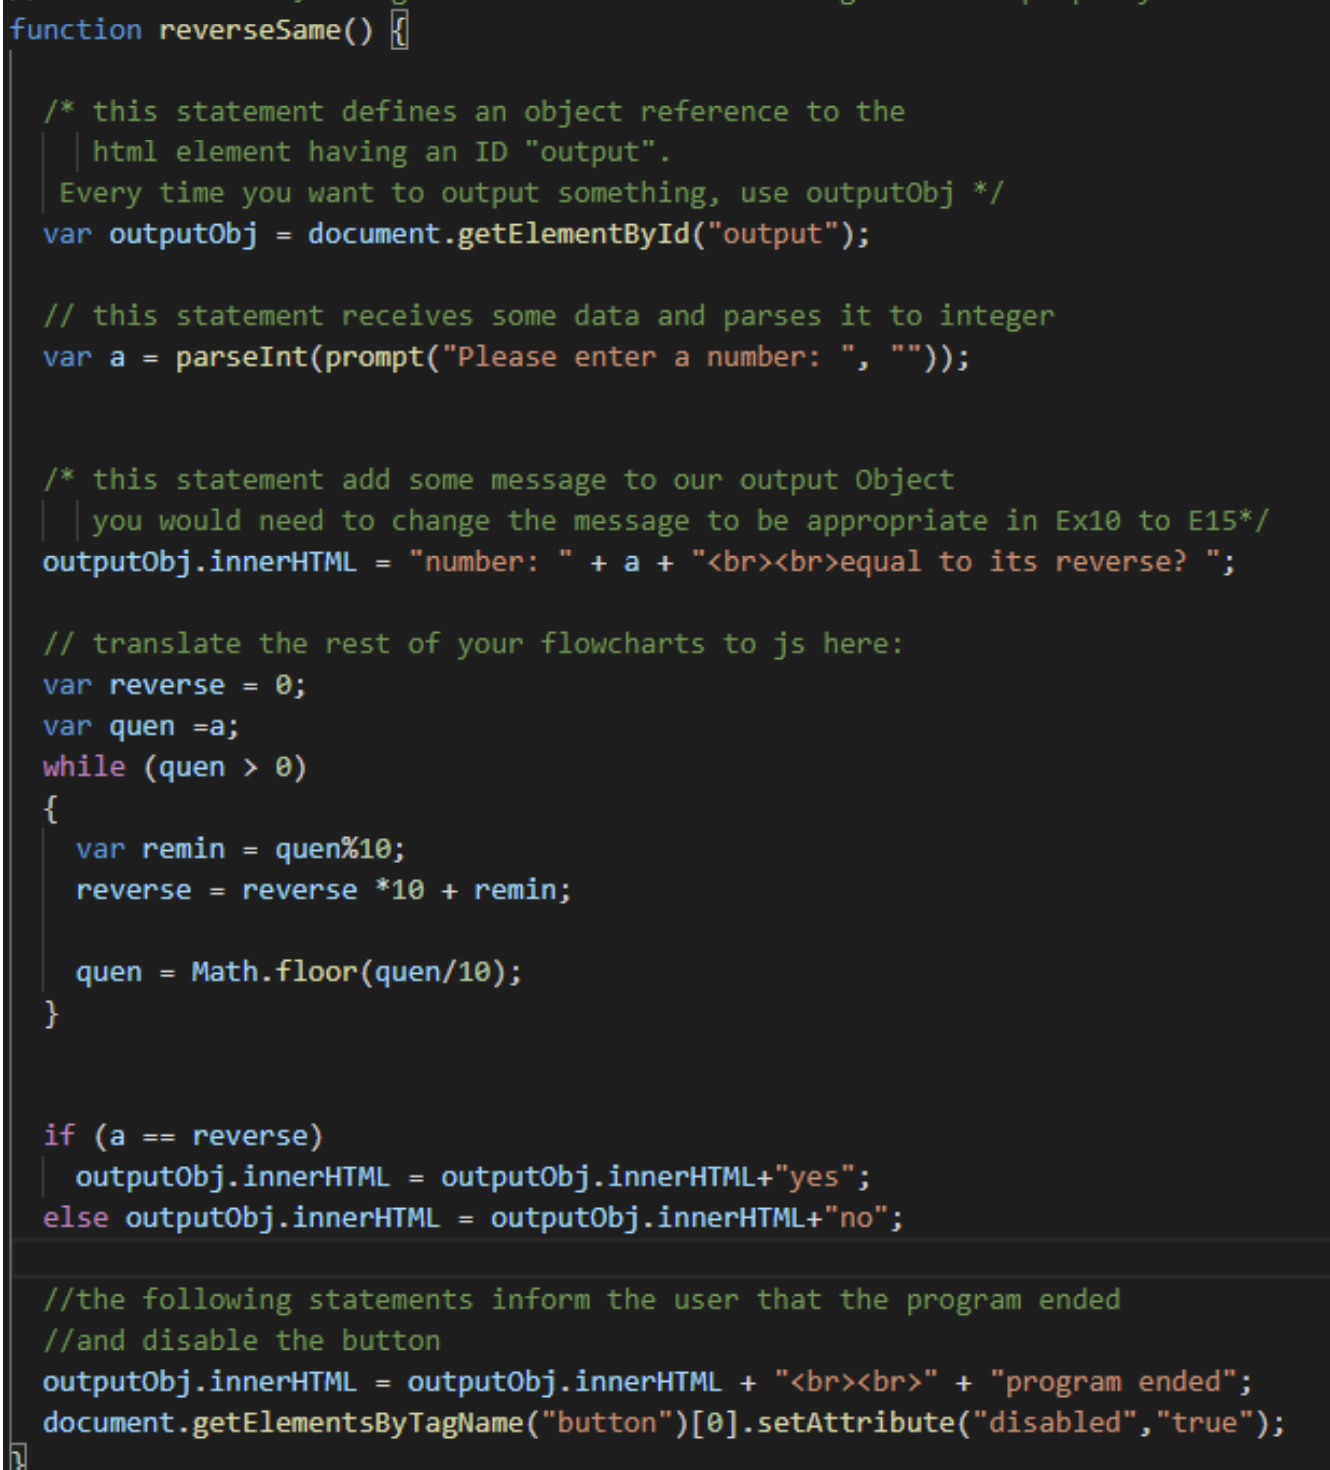 function reverseSame() {
/* this statement defines an object reference to the
html element having an ID "output".
Every time you want to output something, use outputObj */
var outputObj = document.getElementById("output");
// this statement receives some data and parses it to integer
var a = parseInt(prompt("Please enter a number: ", ""));
/* this statement add some message to our output Object
you would need to change the message to be appropriate in Ex10 to E15*/
outputObj.innerHTML = "number: " + a + "<br><br>equal to its reverse? ";
// translate the rest of your flowcharts to js here:
var reverse = 0;
var quen =a;
while (quen > 0)
{
var remin = quen%10;
reverse = reverse *10 + remin;
quen = Math.floor(quen/10);
}
if (a == reverse)
outputObj.innerHTML = outputObj.innerHTML+"yes";
else outputObj.innerHTML = outputObj.innerHTML+"no";
//the following statements inform the user that the program ended
//and disable the button
outputObj.innerHTML = outputObj.innerHTML + "<br><br>" + "program ended";
document.getElementsByTagName("button")[0].setAttribute("disabled","true");
}